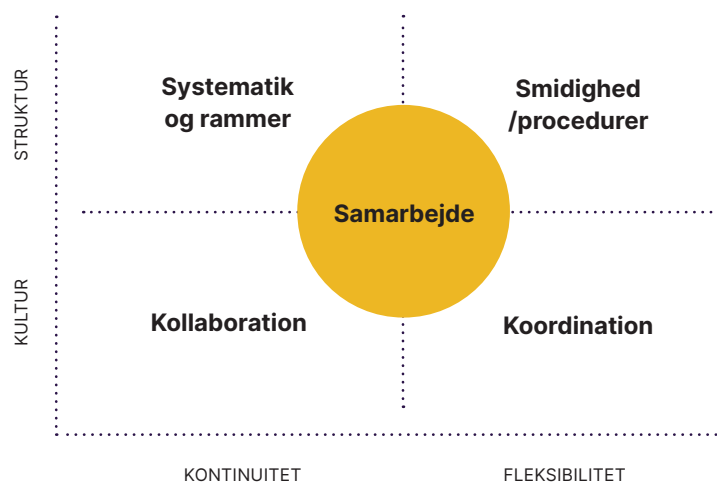 STRUKTUR
Systematik
og rammer
Smidighed
/procedurer
Samarbejde
KULTUR
Kollaboration
Koordination
KONTINUITET
FLEKSIBILITET